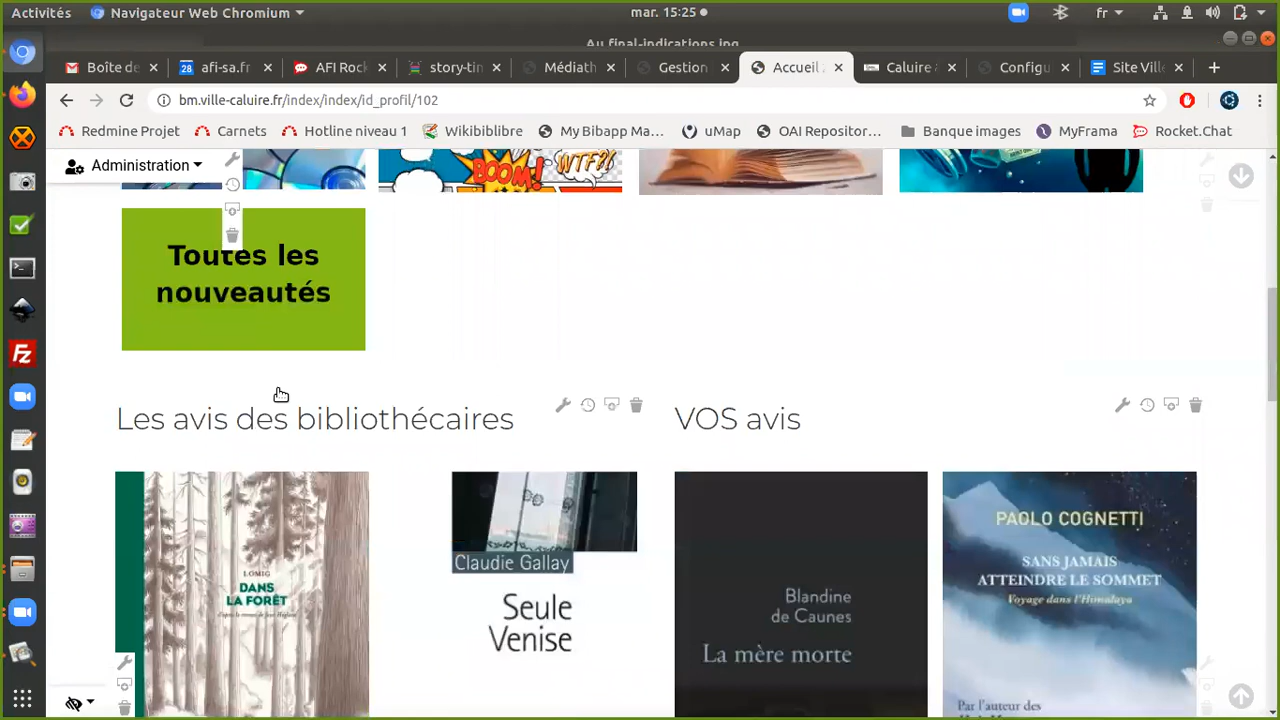 Activités Navigateur Web Chromium mar. 15:25 fr
Au final-indications.jpg
Boîte de afi-sa.fr AFI Rock story-tin Médiath Gestion Accueil Caluire Configu Site Ville
bm.ville-caluire.fr/index/index/id_profil/102
Redmine Projet Carnets Hotline niveau 1 Wikibiblibre My Bibapp Ma... uMap OAI Repositor... Banque images MyFrama Rocket.Chat
Administration
BOOM! WTF?!
Toutes les
nouveautés
Les avis des bibliothécaires VOS avis
LOMIG
DANS
LA FORÊT
Claudie Gallay
Seule
Venise
Blandine
de Caunes
La mère morte
PAOLO COGNETTI
SANS JAMAIS
ATTEINDRE LE SOMMET
Voyage dans l'Himalaya
Par l'auteur des